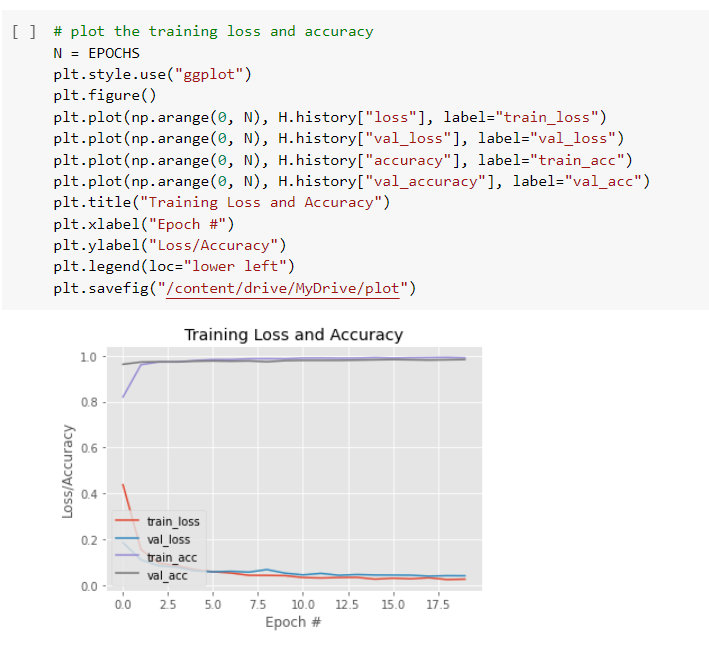 [ ] # plot the training loss and accuracy
N = EPOCHS
plt.style.use("ggplot")
plt.figure()
plt.plot(np.arange(0, N), H.history["loss"], label="train_loss")
plt.plot(np.arange(0, N), H.history["val_loss"], label="val_loss")
plt.plot(np.arange(0, N), H.history["accuracy"], label="train_acc")
plt.plot(np.arange(0, N), H.history["val_accuracy"], label="val_acc")
plt.title("Training Loss and Accuracy")
plt.xlabel("Epoch #")
plt.ylabel("Loss/Accuracy")
plt.legend(loc="lower left")
plt.savefig("/content/drive/MyDrive/plot")
Training Loss and Accuracy
1.0
0.8
0.6
0.4
0.2
0.0
Loss/Accuracy
train_loss
val_loss
train_acc
val_acc
0.0 2.5 5.0 7.5 10.0 12.5 15.0 17.5
Epoch #